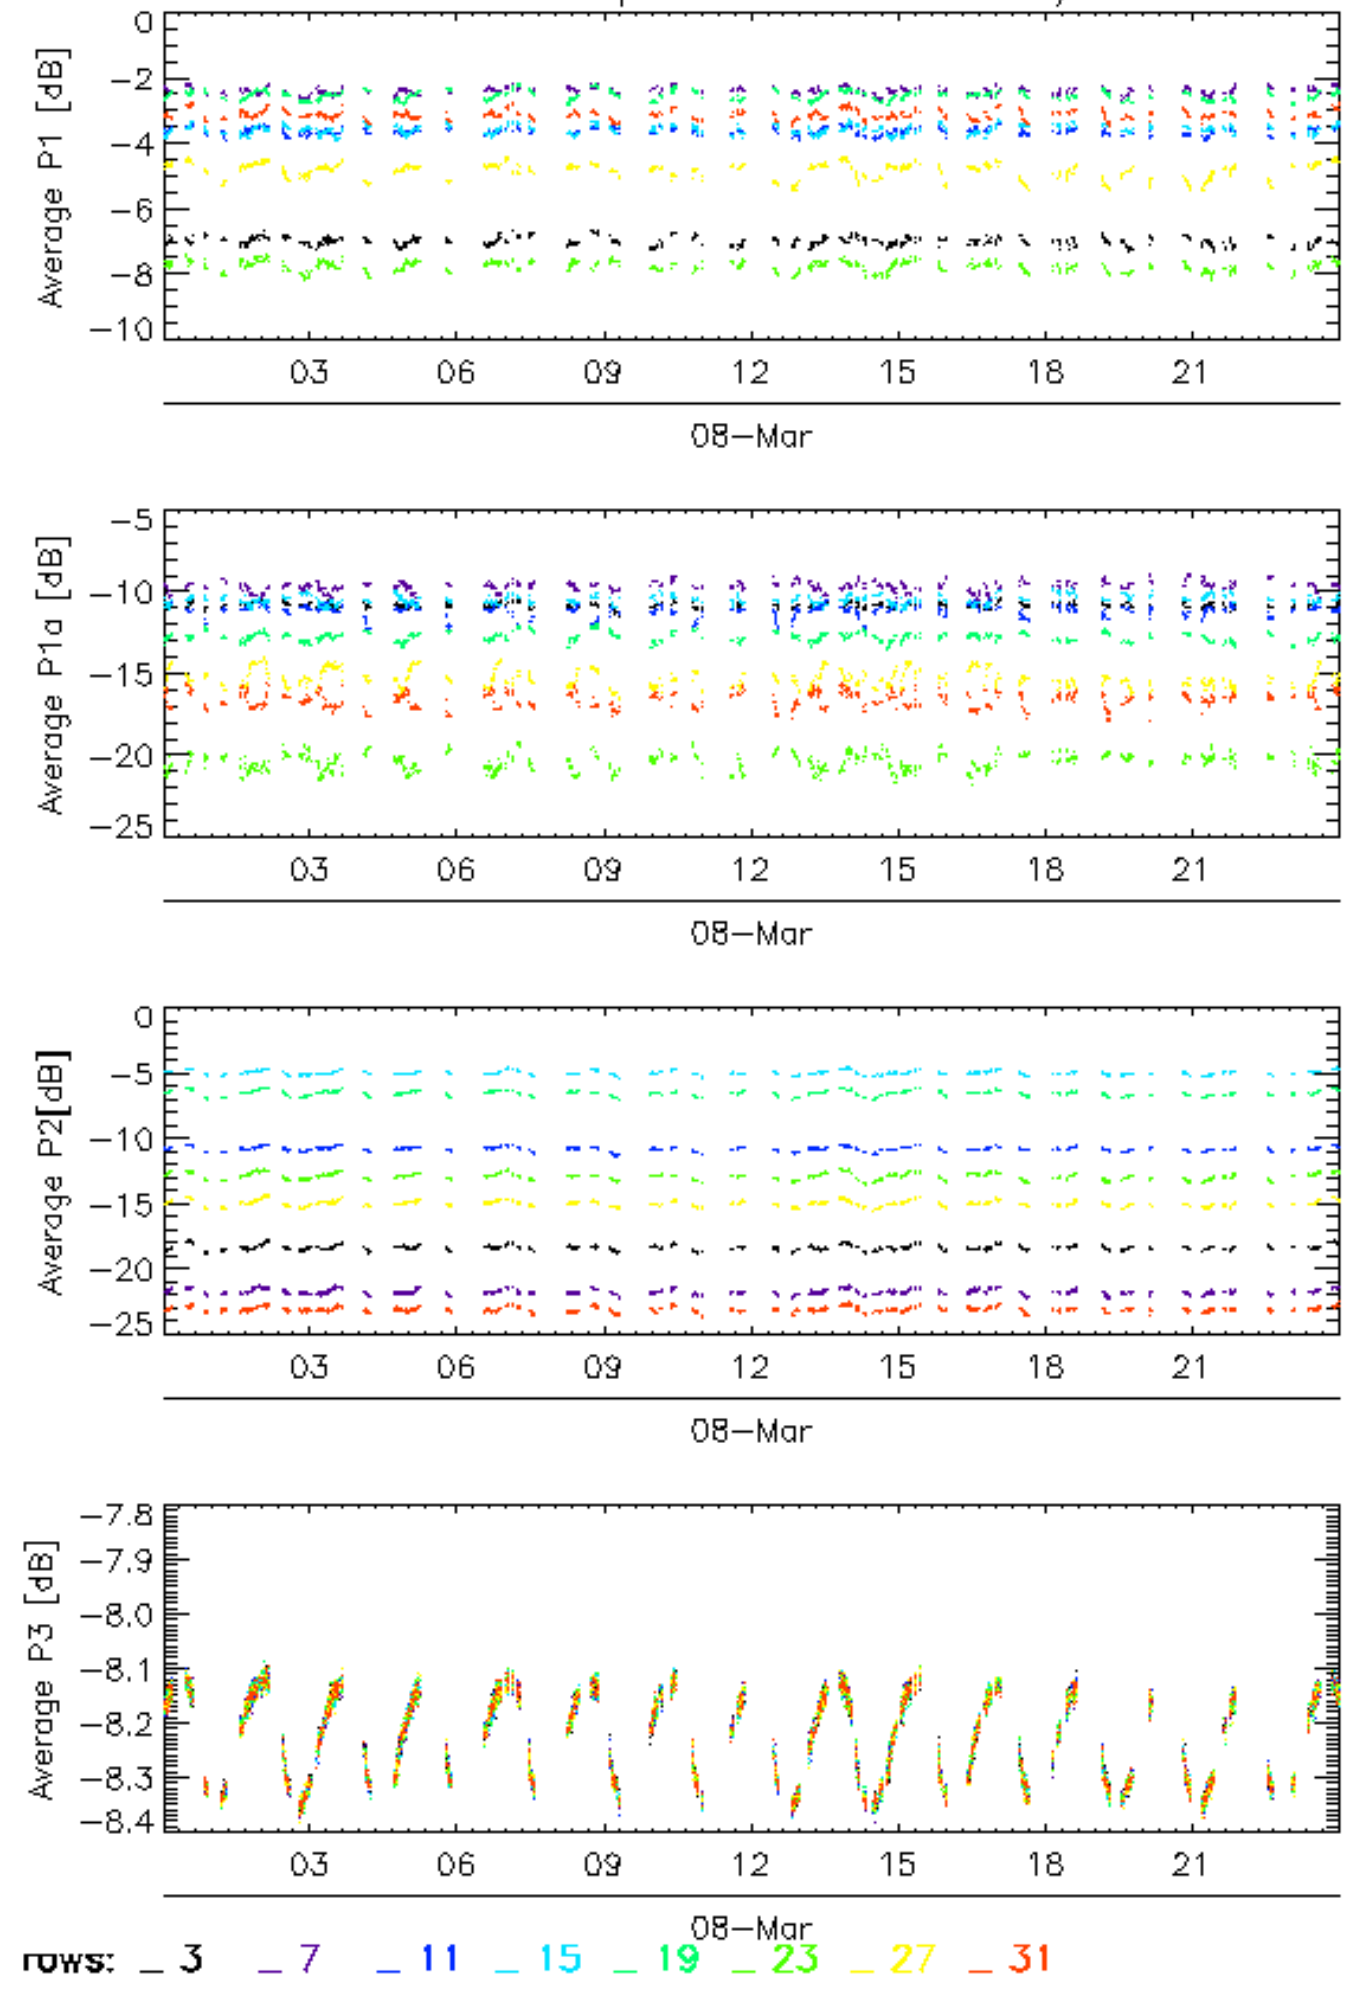 0
−2
−4
−6
−8
−10
Average P1 [dB]
03 06 09 12 15 18 21
08−Mar
−5
−10
−15
−20
−25
Average P1a [dB]
03 06 09 12 15 18 21
08−Mar
0
−5
−10
−15
−20
−25
Average P2[dB]
03 06 09 12 15 18 21
08−Mar
−7.8
−7.9
−8.0
−8.1
−8.2
−8.3
−8.4
Average P3 [dB]
03 06 09 12 15 18 21
08−Mar
rows: _ 3 _ 7 _ 11 _ 15 _ 19 _ 23 _ 27 _ 31